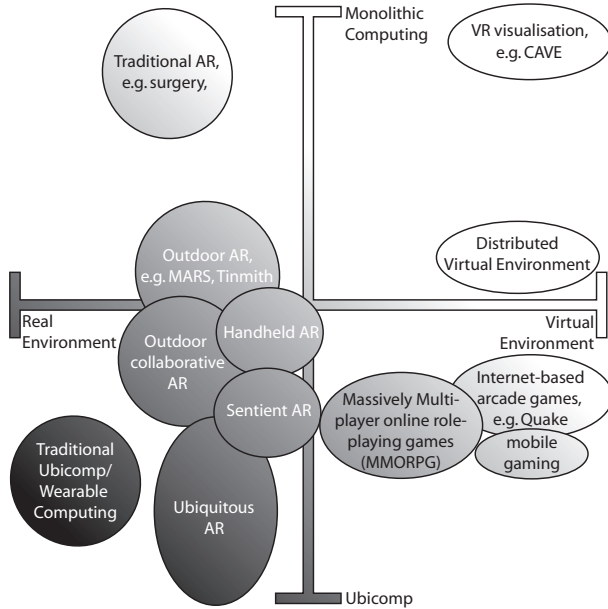 Monolithic
Computing
VR visualisation,
e.g. CAVE
Traditional AR,
e.g. surgery,
Outdoor AR,
e.g. MARS, Tinmith
Distributed
Virtual Environment
Real
Environment
Virtual
Environment
Handheld AR
Outdoor
collaborative
AR
Sentient AR
Massively Multi-
player online role-
playing games
(MMORPG)
Internet-based
arcade games,
e.g. Quake
mobile
gaming
Traditional
Ubicomp/
Wearable
Computing
Ubiquitous
AR
Ubicomp